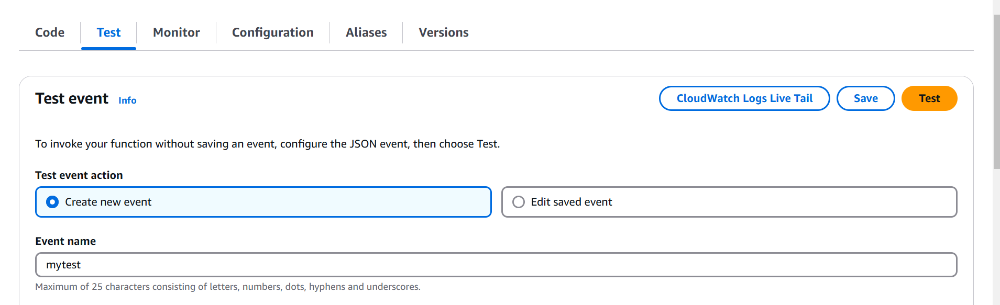 Code Test Monitor Configuration Aliases Versions
Test event Info CloudWatch Logs Live Tail Save Test
To invoke your function without saving an event, configure the JSON event, then choose Test.
Test event action
Create new event Edit saved event
Event name
mytest
Maximum of 25 characters consisting of letters, numbers, dots, hyphens and underscores.